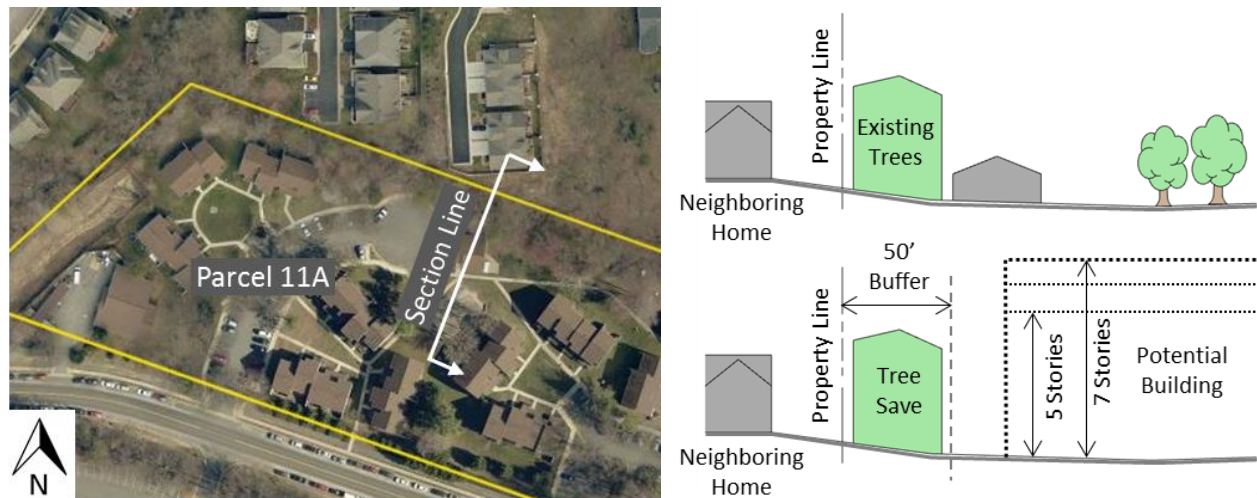 Parcel 11A
Section Line
N
Property Line
Existing
Trees
Neighboring
Home
50’
Buffer
Property Line
Tree
Save
5 Stories
7 Stories
Potential
Building
Neighboring
Home